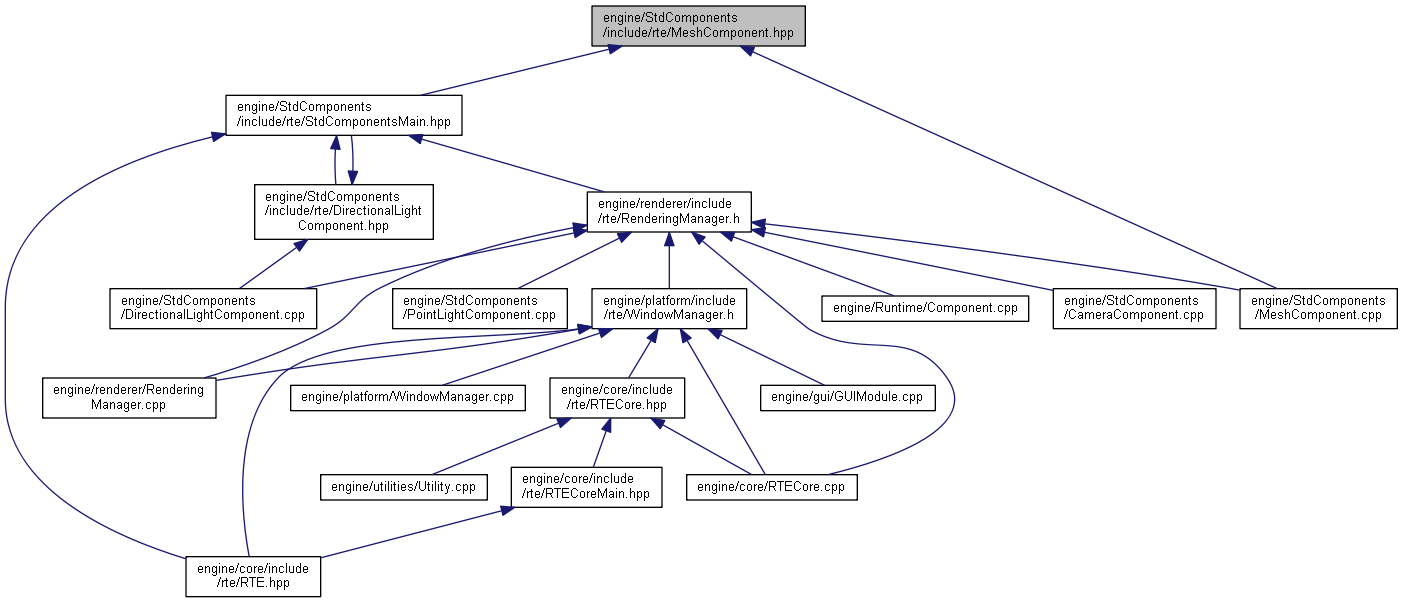 engine/StdComponents
/include/rte/MeshComponent.hpp
engine/StdComponents
/include/rte/StdComponentsMain.hpp
engine/StdComponents
/include/rte/DirectionalLight
Component.hpp
engine/renderer/include
/rte/RenderingManager.h
engine/StdComponents
/DirectionalLightComponent.cpp
engine/StdComponents
/PointLightComponent.cpp
engine/platform/include
/rte/WindowManager.h
engine/Runtime/Component.cpp
engine/StdComponents
/CameraComponent.cpp
engine/StdComponents
/MeshComponent.cpp
engine/renderer/Rendering
Manager.cpp
engine/platform/WindowManager.cpp
engine/core/include
/rte/RTECore.hpp
engine/gui/GUIModule.cpp
engine/utilities/Utility.cpp
engine/core/include
/rte/RTECoreMain.hpp
engine/core/RTECore.cpp
engine/core/include
/rte/RTE.hpp